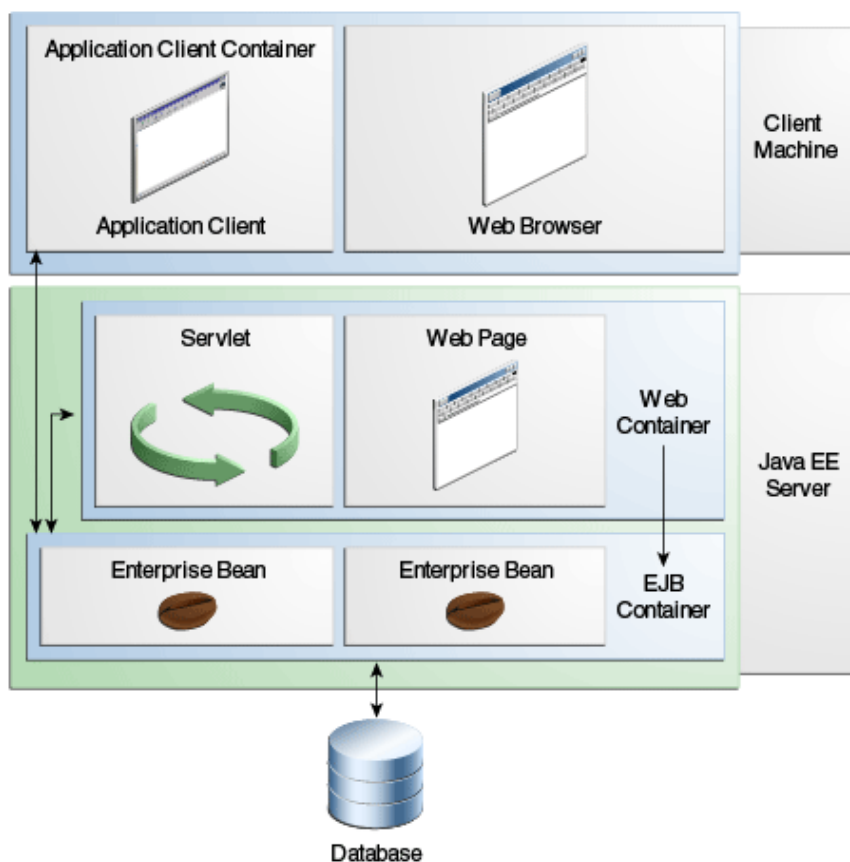 Application Client Container
Application Client
Web Browser
Client
Machine
Servlet
Web Page
Web
Container
Java EE
Server
Enterprise Bean
Enterprise Bean
EJB
Container
Database